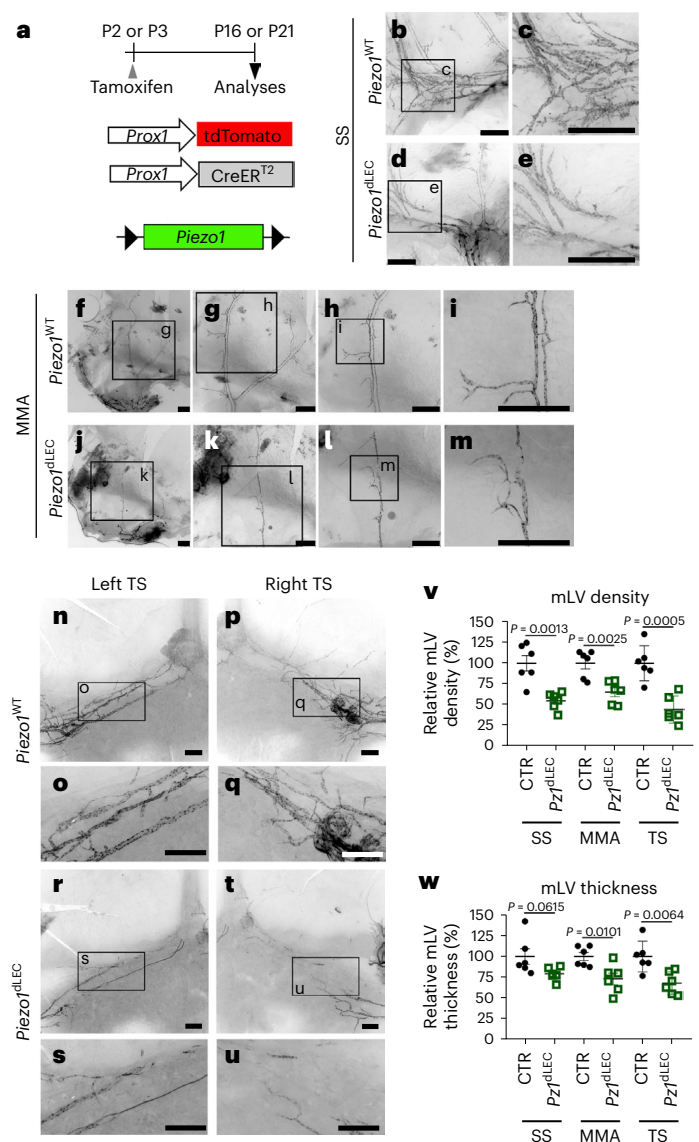 a
P2 or P3 P16 or P21
Tamoxifen Analyses
Prox1 tdTomato
Prox1 CreER^T2
Piezo1
SS
Piezo1^WT
b
c
c
Piezo1^dLEC
d
e
e
MMA
Piezo1^WT
f
g
g
h
h
i
i
Piezo1^dLEC
j
k
k
l
l
m
m
Left TS Right TS
Piezo1^WT
n
o
p
q
o
q
Piezo1^dLEC
r
s
t
u
s
u
v
mLV density
P = 0.0013
P = 0.0025
P = 0.0005
Relative mLV density (%)
150
125
100
75
50
25
0
CTR Pz1^dLEC CTR Pz1^dLEC CTR Pz1^dLEC
SS MMA TS
w
mLV thickness
P = 0.0615
P = 0.0101
P = 0.0064
Relative mLV thickness (%)
150
125
100
75
50
25
0
CTR Pz1^dLEC CTR Pz1^dLEC CTR Pz1^dLEC
SS MMA TS